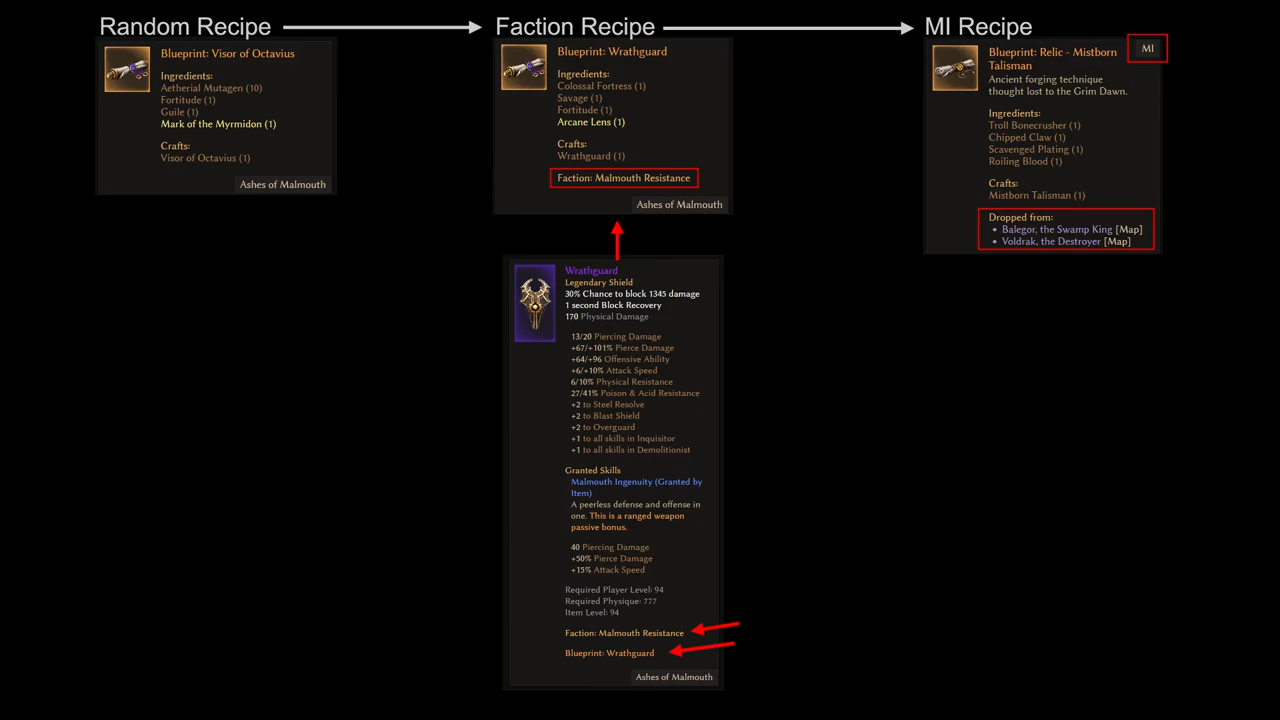 Random Recipe
Blueprint: Visor of Octavius
Ingredients:
Aetherial Mutagen (10)
Fortitude (1)
Guile (1)
Mark of the Myrmidon (1)
Crafts:
Visor of Octavius (1)
Ashes of Malmouth
Faction Recipe
Blueprint: Wrathguard
Ingredients:
Colossal Fortress (1)
Savage (1)
Fortitude (1)
Arcane Lens (1)
Crafts:
Wrathguard (1)
Faction: Malmouth Resistance
Ashes of Malmouth
Wrathguard
Legendary Shield
30% Chance to block 1345 damage
1 second Block Recovery
170 Physical Damage
13/20 Piercing Damage
+67/+101% Pierce Damage
+64/+96 Offensive Ability
+6/+10% Attack Speed
6/10% Physical Resistance
27/41% Poison & Acid Resistance
+2 to Steel Resolve
+2 to Blast Shield
+2 to Overguard
+1 to all skills in Inquisitor
+1 to all skills in Demolitionist
Granted Skills
Malmouth Ingenuity (Granted by
Item)
A peerless defense and offense in
one. This is a ranged weapon
passive bonus.
40 Piercing Damage
+50% Pierce Damage
+15% Attack Speed
Required Player Level: 94
Required Physique: 777
Item Level: 94
Faction: Malmouth Resistance
Blueprint: Wrathguard
Ashes of Malmouth
MI Recipe
MI
Blueprint: Relic - Mistborn
Talisman
Ancient forging technique
thought lost to the Grim Dawn.
Ingredients:
Troll Bonecrusher (1)
Chipped Claw (1)
Scavenged Plating (1)
Roiling Blood (1)
Crafts:
Mistborn Talisman (1)
Dropped from:
• Balegor, the Swamp King [Map]
• Voldrak, the Destroyer [Map]